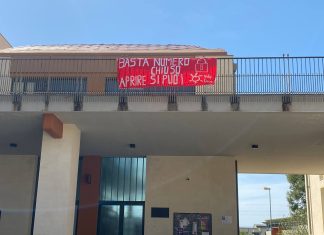 BASTA NUMERO
CHIUSO
APRIRE SI PUÒ!